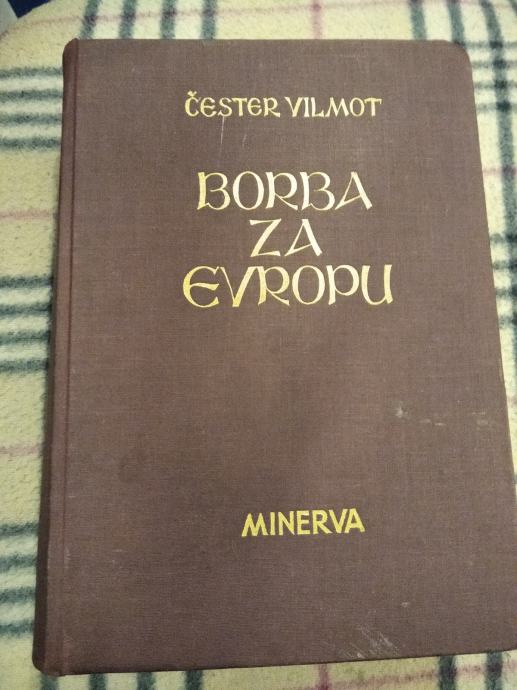 ČESTER VILMOT
BORBA
ZA
EVROPU
MINERVA